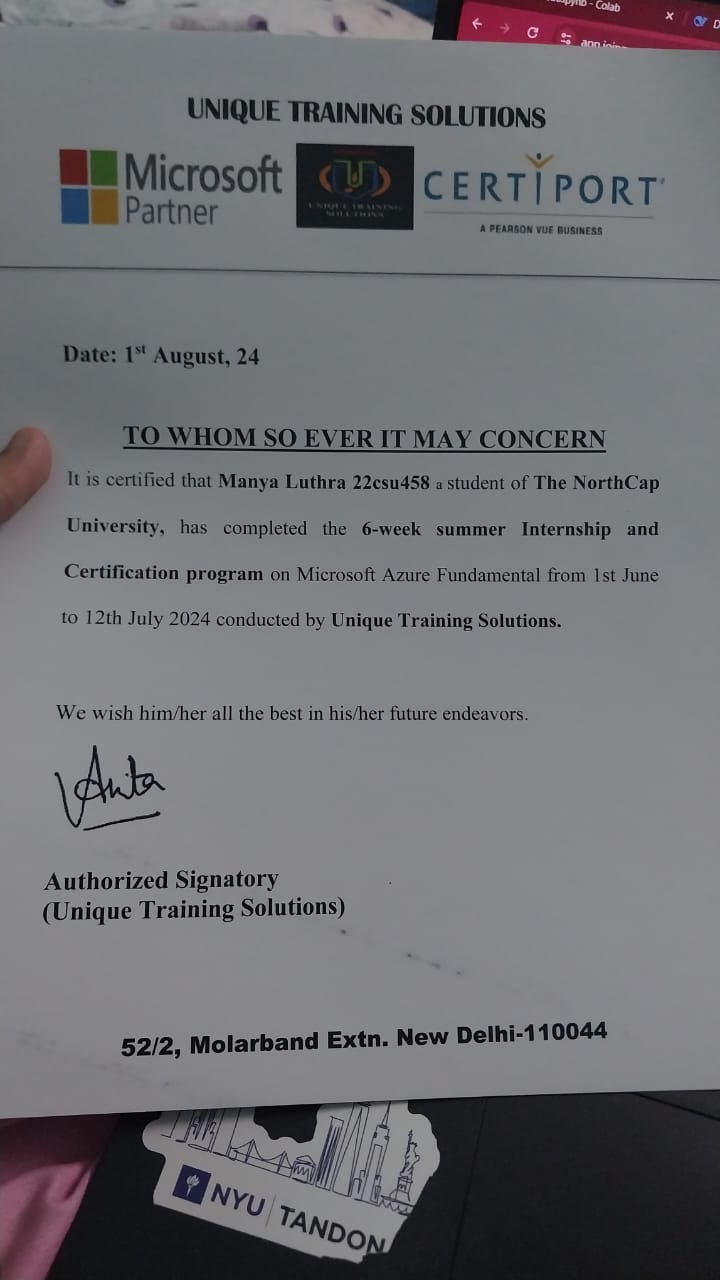 - Colab
UNIQUE TRAINING SOLUTIONS
Microsoft
Partner
UNIQUE TRAINING
SOLUTIONS
CERTIPORT
A PEARSON VUE BUSINESS
Date: 1st August, 24
TO WHOM SO EVER IT MAY CONCERN
It is certified that Manya Luthra 22csu458 a student of The NorthCap
University, has completed the 6-week summer Internship and
Certification program on Microsoft Azure Fundamental from 1st June
to 12th July 2024 conducted by Unique Training Solutions.
We wish him/her all the best in his/her future endeavors.
Anita
Authorized Signatory
(Unique Training Solutions)
52/2, Molarband Extn. New Delhi-110044
NYU TANDON